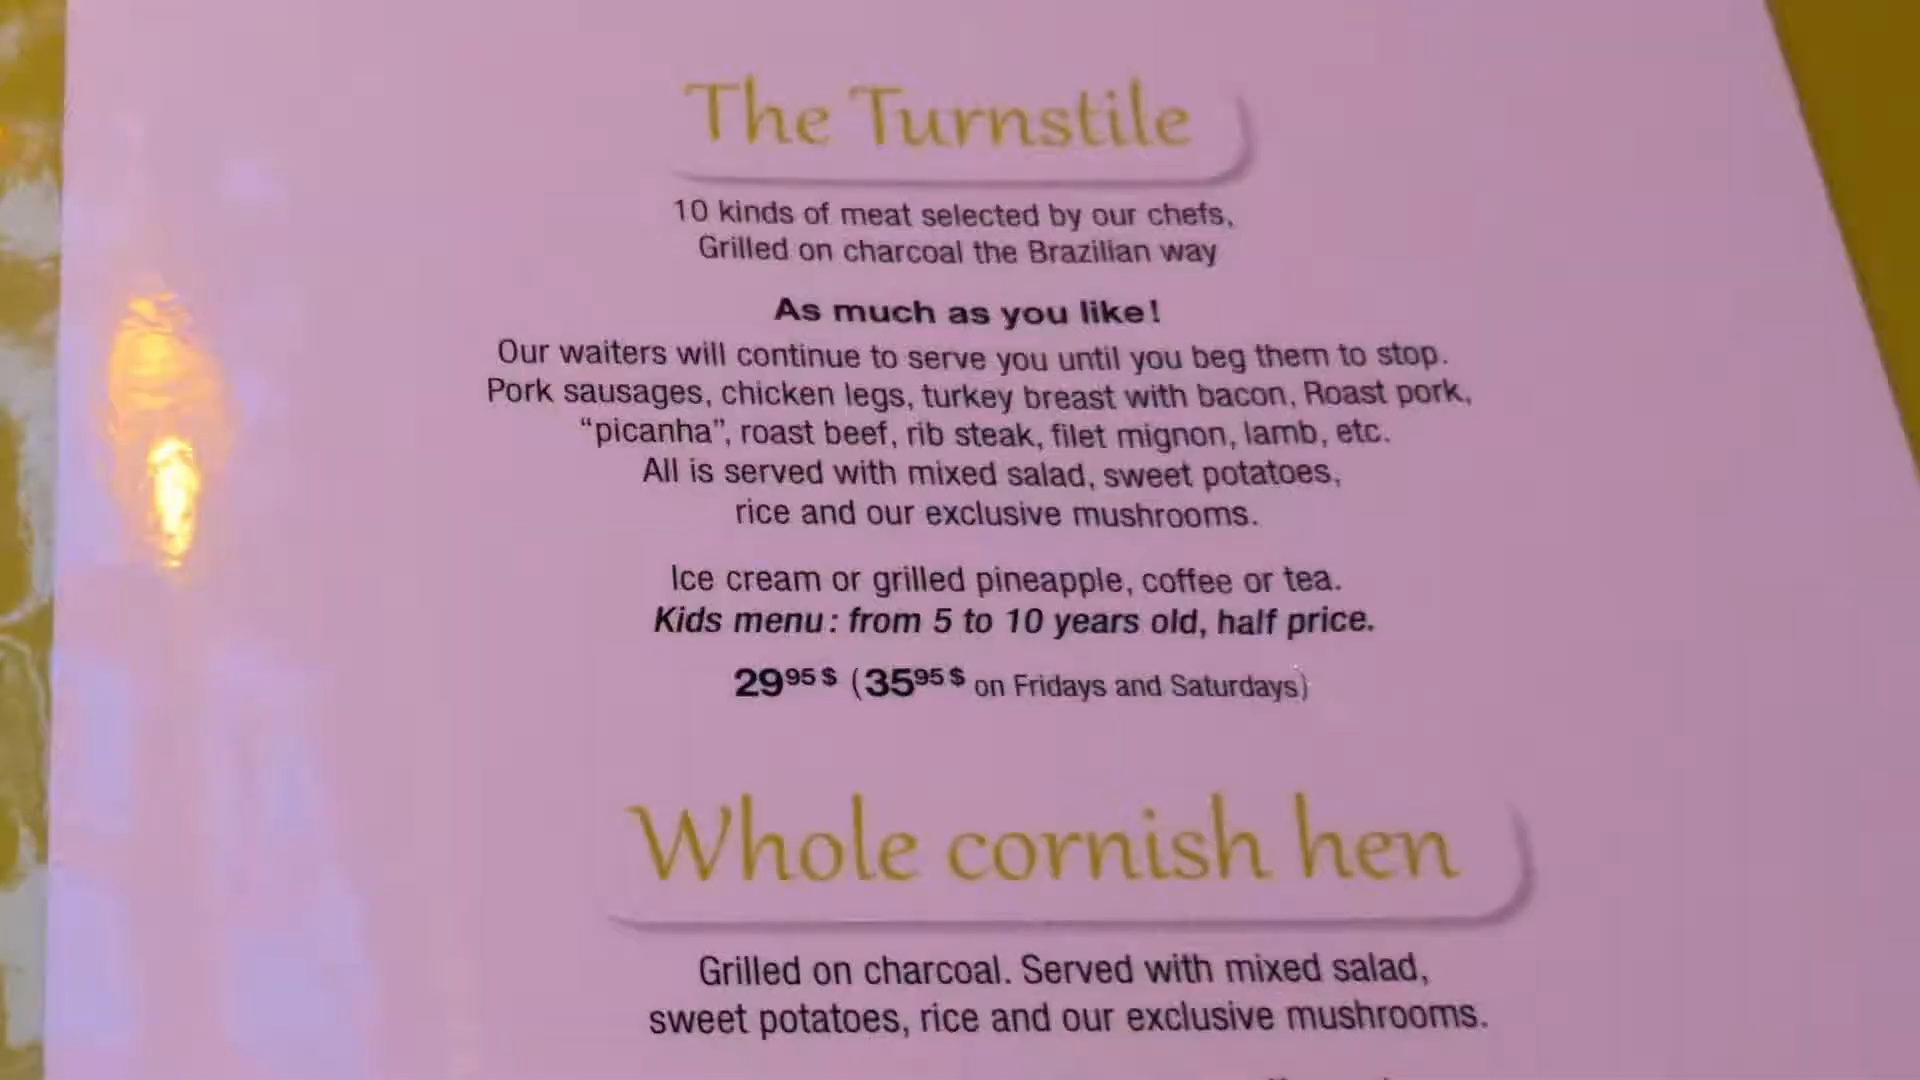 The Turnstile
10 kinds of meat selected by our chefs,
Grilled on charcoal the Brazilian way
As much as you like!
Our waiters will continue to serve you until you beg them to stop.
Pork sausages, chicken legs, turkey breast with bacon, Roast pork,
“picanha”, roast beef, rib steak, filet mignon, lamb, etc.
All is served with mixed salad, sweet potatoes,
rice and our exclusive mushrooms.
Ice cream or grilled pineapple, coffee or tea.
Kids menu: from 5 to 10 years old, half price.
29⁹⁵ $ (35⁹⁵ $ on Fridays and Saturdays)
Whole cornish hen
Grilled on charcoal. Served with mixed salad,
sweet potatoes, rice and our exclusive mushrooms.